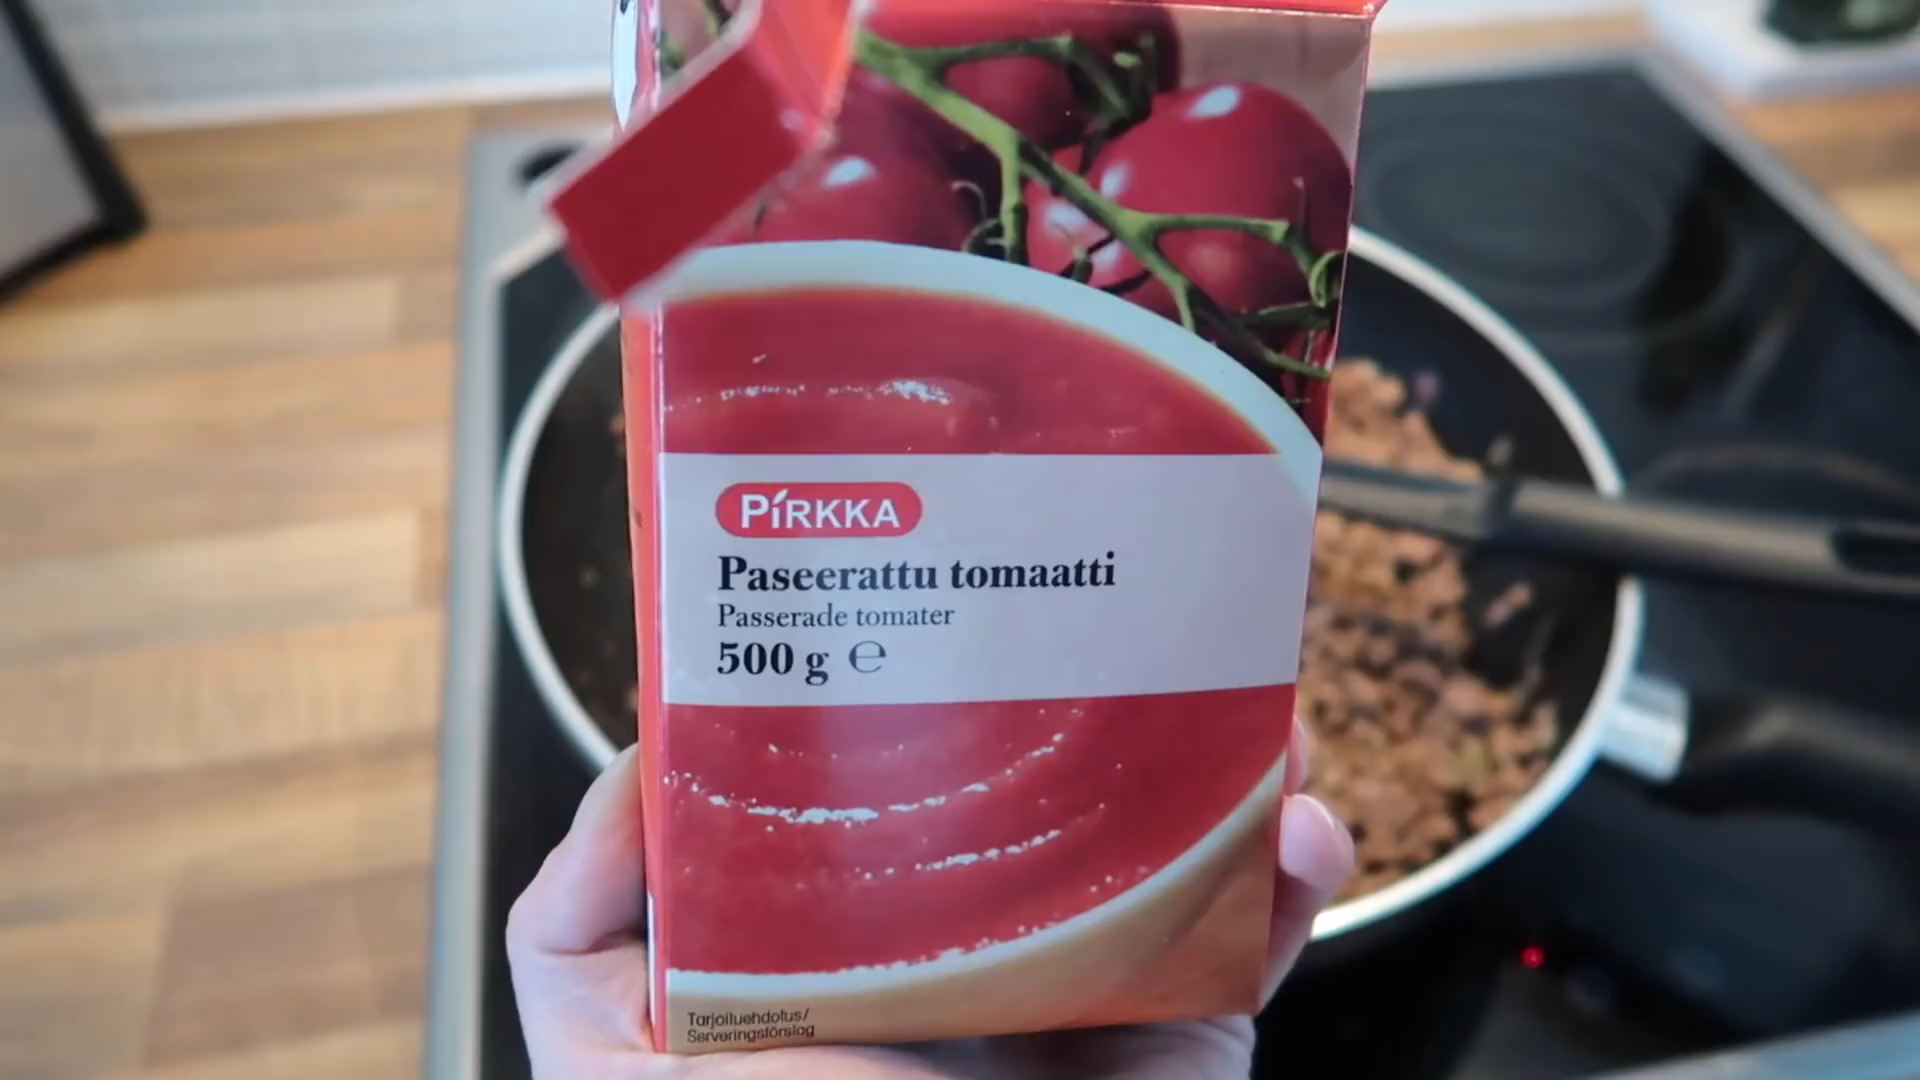 PIRKKA
Paseerattu tomaatti
Passerade tomater
500 g ℮
Tarjoiluehdotus/
Serveringsförslag